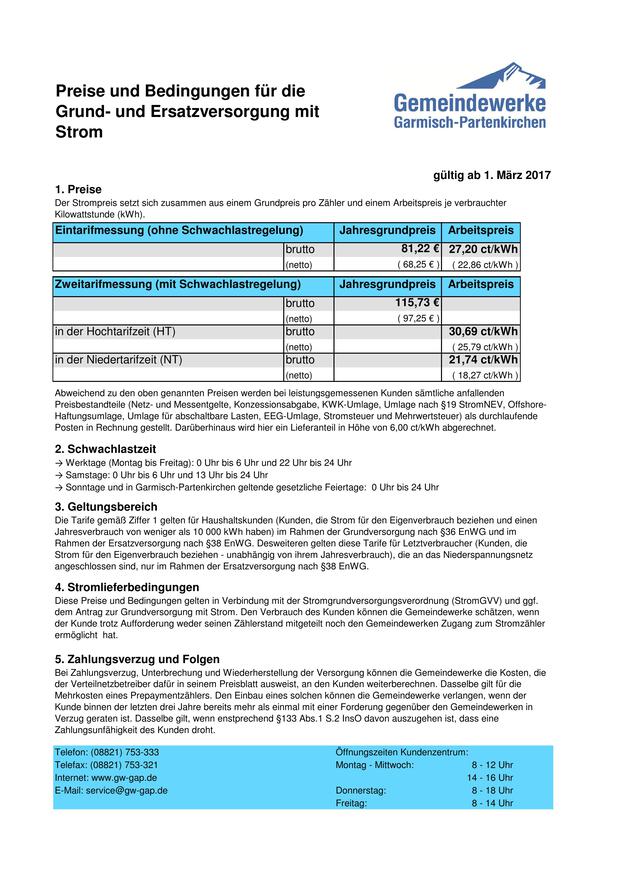 Preise und Bedingungen für die
Grund- und Ersatzversorgung mit
Strom
Gemeindewerke
Garmisch-Partenkirchen
gültig ab 1. März 2017
1. Preise
Der Strompreis setzt sich zusammen aus einem Grundpreis pro Zähler und einem Arbeitspreis je verbrauchter
Kilowattstunde (kWh).
Eintarifmessung (ohne Schwachlastregelung) Jahresgrundpreis Arbeitspreis
brutto 81,22 € 27,20 ct/kWh
(netto) ( 68,25 € ) ( 22,86 ct/kWh )
Zweitarifmessung (mit Schwachlastregelung) Jahresgrundpreis Arbeitspreis
brutto 115,73 €
(netto) ( 97,25 € )
in der Hochtarifzeit (HT) brutto 30,69 ct/kWh
(netto) ( 25,79 ct/kWh )
in der Niedertarifzeit (NT) brutto 21,74 ct/kWh
(netto) ( 18,27 ct/kWh )
Abweichend zu den oben genannten Preisen werden bei leistungsgemessenen Kunden sämtliche anfallenden
Preisbestandteile (Netz- und Messentgelte, Konzessionsabgabe, KWK-Umlage, Umlage nach §19 StromNEV, Offshore-
Haftungsumlage, Umlage für abschaltbare Lasten, EEG-Umlage, Stromsteuer und Mehrwertsteuer) als durchlaufende
Posten in Rechnung gestellt. Darüberhinaus wird hier ein Lieferanteil in Höhe von 6,00 ct/kWh abgerechnet.
2. Schwachlastzeit
→ Werktage (Montag bis Freitag): 0 Uhr bis 6 Uhr und 22 Uhr bis 24 Uhr
→ Samstage: 0 Uhr bis 6 Uhr und 13 Uhr bis 24 Uhr
→ Sonntage und in Garmisch-Partenkirchen geltende gesetzliche Feiertage: 0 Uhr bis 24 Uhr
3. Geltungsbereich
Die Tarife gemäß Ziffer 1 gelten für Haushaltskunden (Kunden, die Strom für den Eigenverbrauch beziehen und einen
Jahresverbrauch von weniger als 10 000 kWh haben) im Rahmen der Grundversorgung nach §36 EnWG und im
Rahmen der Ersatzversorgung nach §38 EnWG. Desweiteren gelten diese Tarife für Letztverbraucher (Kunden, die
Strom für den Eigenverbrauch beziehen - unabhängig von ihrem Jahresverbrauch), die an das Niederspannungsnetz
angeschlossen sind, nur im Rahmen der Ersatzversorgung nach §38 EnWG.
4. Stromlieferbedingungen
Diese Preise und Bedingungen gelten in Verbindung mit der Stromgrundversorgungsverordnung (StromGVV) und ggf.
dem Antrag zur Grundversorgung mit Strom. Den Verbrauch des Kunden können die Gemeindewerke schätzen, wenn
der Kunde trotz Aufforderung weder seinen Zählerstand mitgeteilt noch den Gemeindewerken Zugang zum Stromzähler
ermöglicht hat.
5. Zahlungsverzug und Folgen
Bei Zahlungsverzug, Unterbrechung und Wiederherstellung der Versorgung können die Gemeindewerke die Kosten, die
der Verteilnetzbetreiber dafür in seinem Preisblatt ausweist, an den Kunden weiterberechnen. Dasselbe gilt für die
Mehrkosten eines Prepaymentzählers. Den Einbau eines solchen können die Gemeindewerke verlangen, wenn der
Kunde binnen der letzten drei Jahre bereits mehr als einmal mit einer Forderung gegenüber den Gemeindewerken in
Verzug geraten ist. Dasselbe gilt, wenn enstprechend §133 Abs.1 S.2 InsO davon auszugehen ist, dass eine
Zahlungsunfähigkeit des Kunden droht.
Telefon: (08821) 753-333 Öffnungszeiten Kundenzentrum:
Telefax: (08821) 753-321 Montag - Mittwoch: 8 - 12 Uhr
Internet: www.gw-gap.de 14 - 16 Uhr
E-Mail: service@gw-gap.de Donnerstag: 8 - 18 Uhr
Freitag: 8 - 14 Uhr